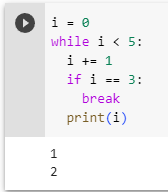 i = 0
while i < 5:
  i += 1
  if i == 3:
    break
  print(i)
1
2